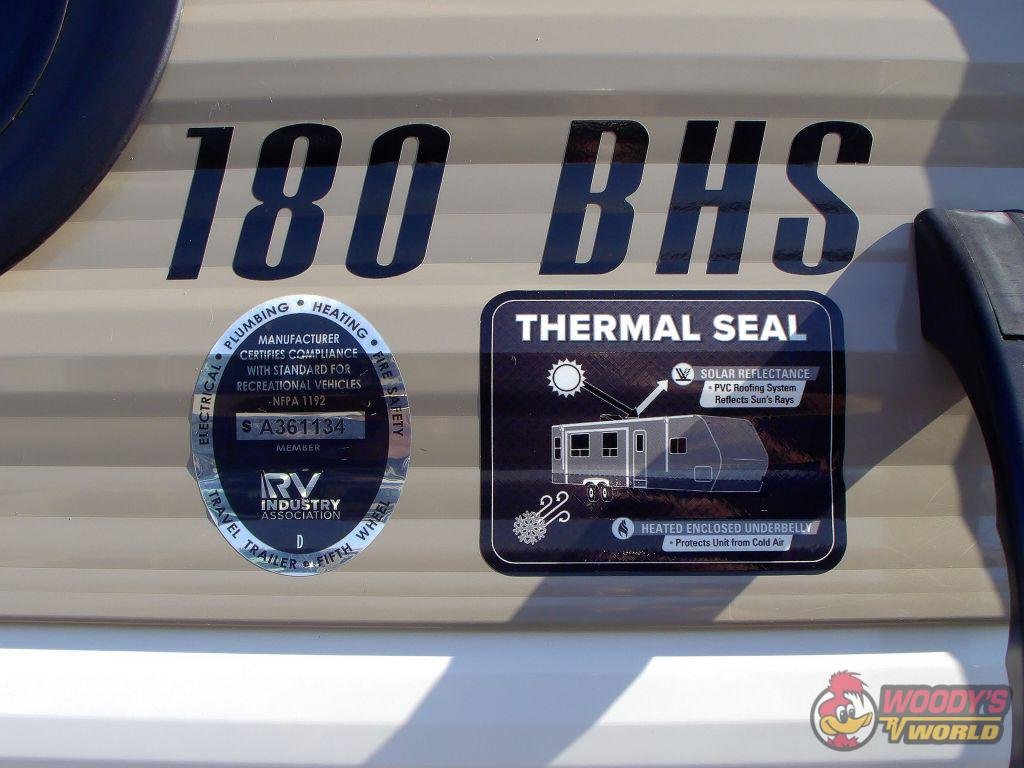 180 BHS
PLUMBING • HEATING • FIRE SAFETY
ELECTRICAL •
MANUFACTURER
CERTIFIES COMPLIANCE
WITH STANDARD FOR
RECREATIONAL VEHICLES
NFPA 1192
S A361134
MEMBER
RV
INDUSTRY
ASSOCIATION
D
• TRAVEL TRAILER • FIFTH WHEEL
THERMAL SEAL
SOLAR REFLECTANCE
• PVC Roofing System
Reflects Sun's Rays
HEATED ENCLOSED UNDERBELLY
• Protects Unit from Cold Air
WOODY'S
RV WORLD